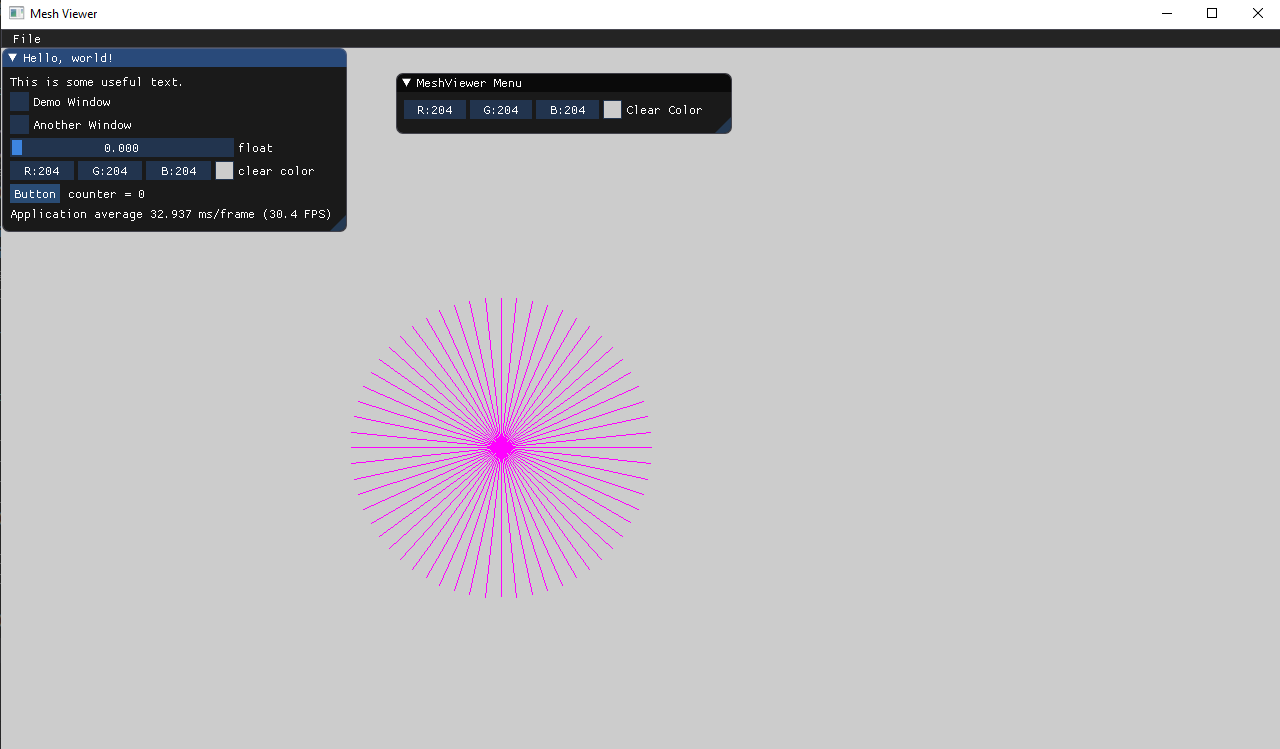 Mesh Viewer
File
Hello, world!
This is some useful text.
Demo Window
Another Window
0.000 float
R:204 G:204 B:204 clear color
Button counter = 0
Application average 32.937 ms/frame (30.4 FPS)
MeshViewer Menu
R:204 G:204 B:204 Clear Color